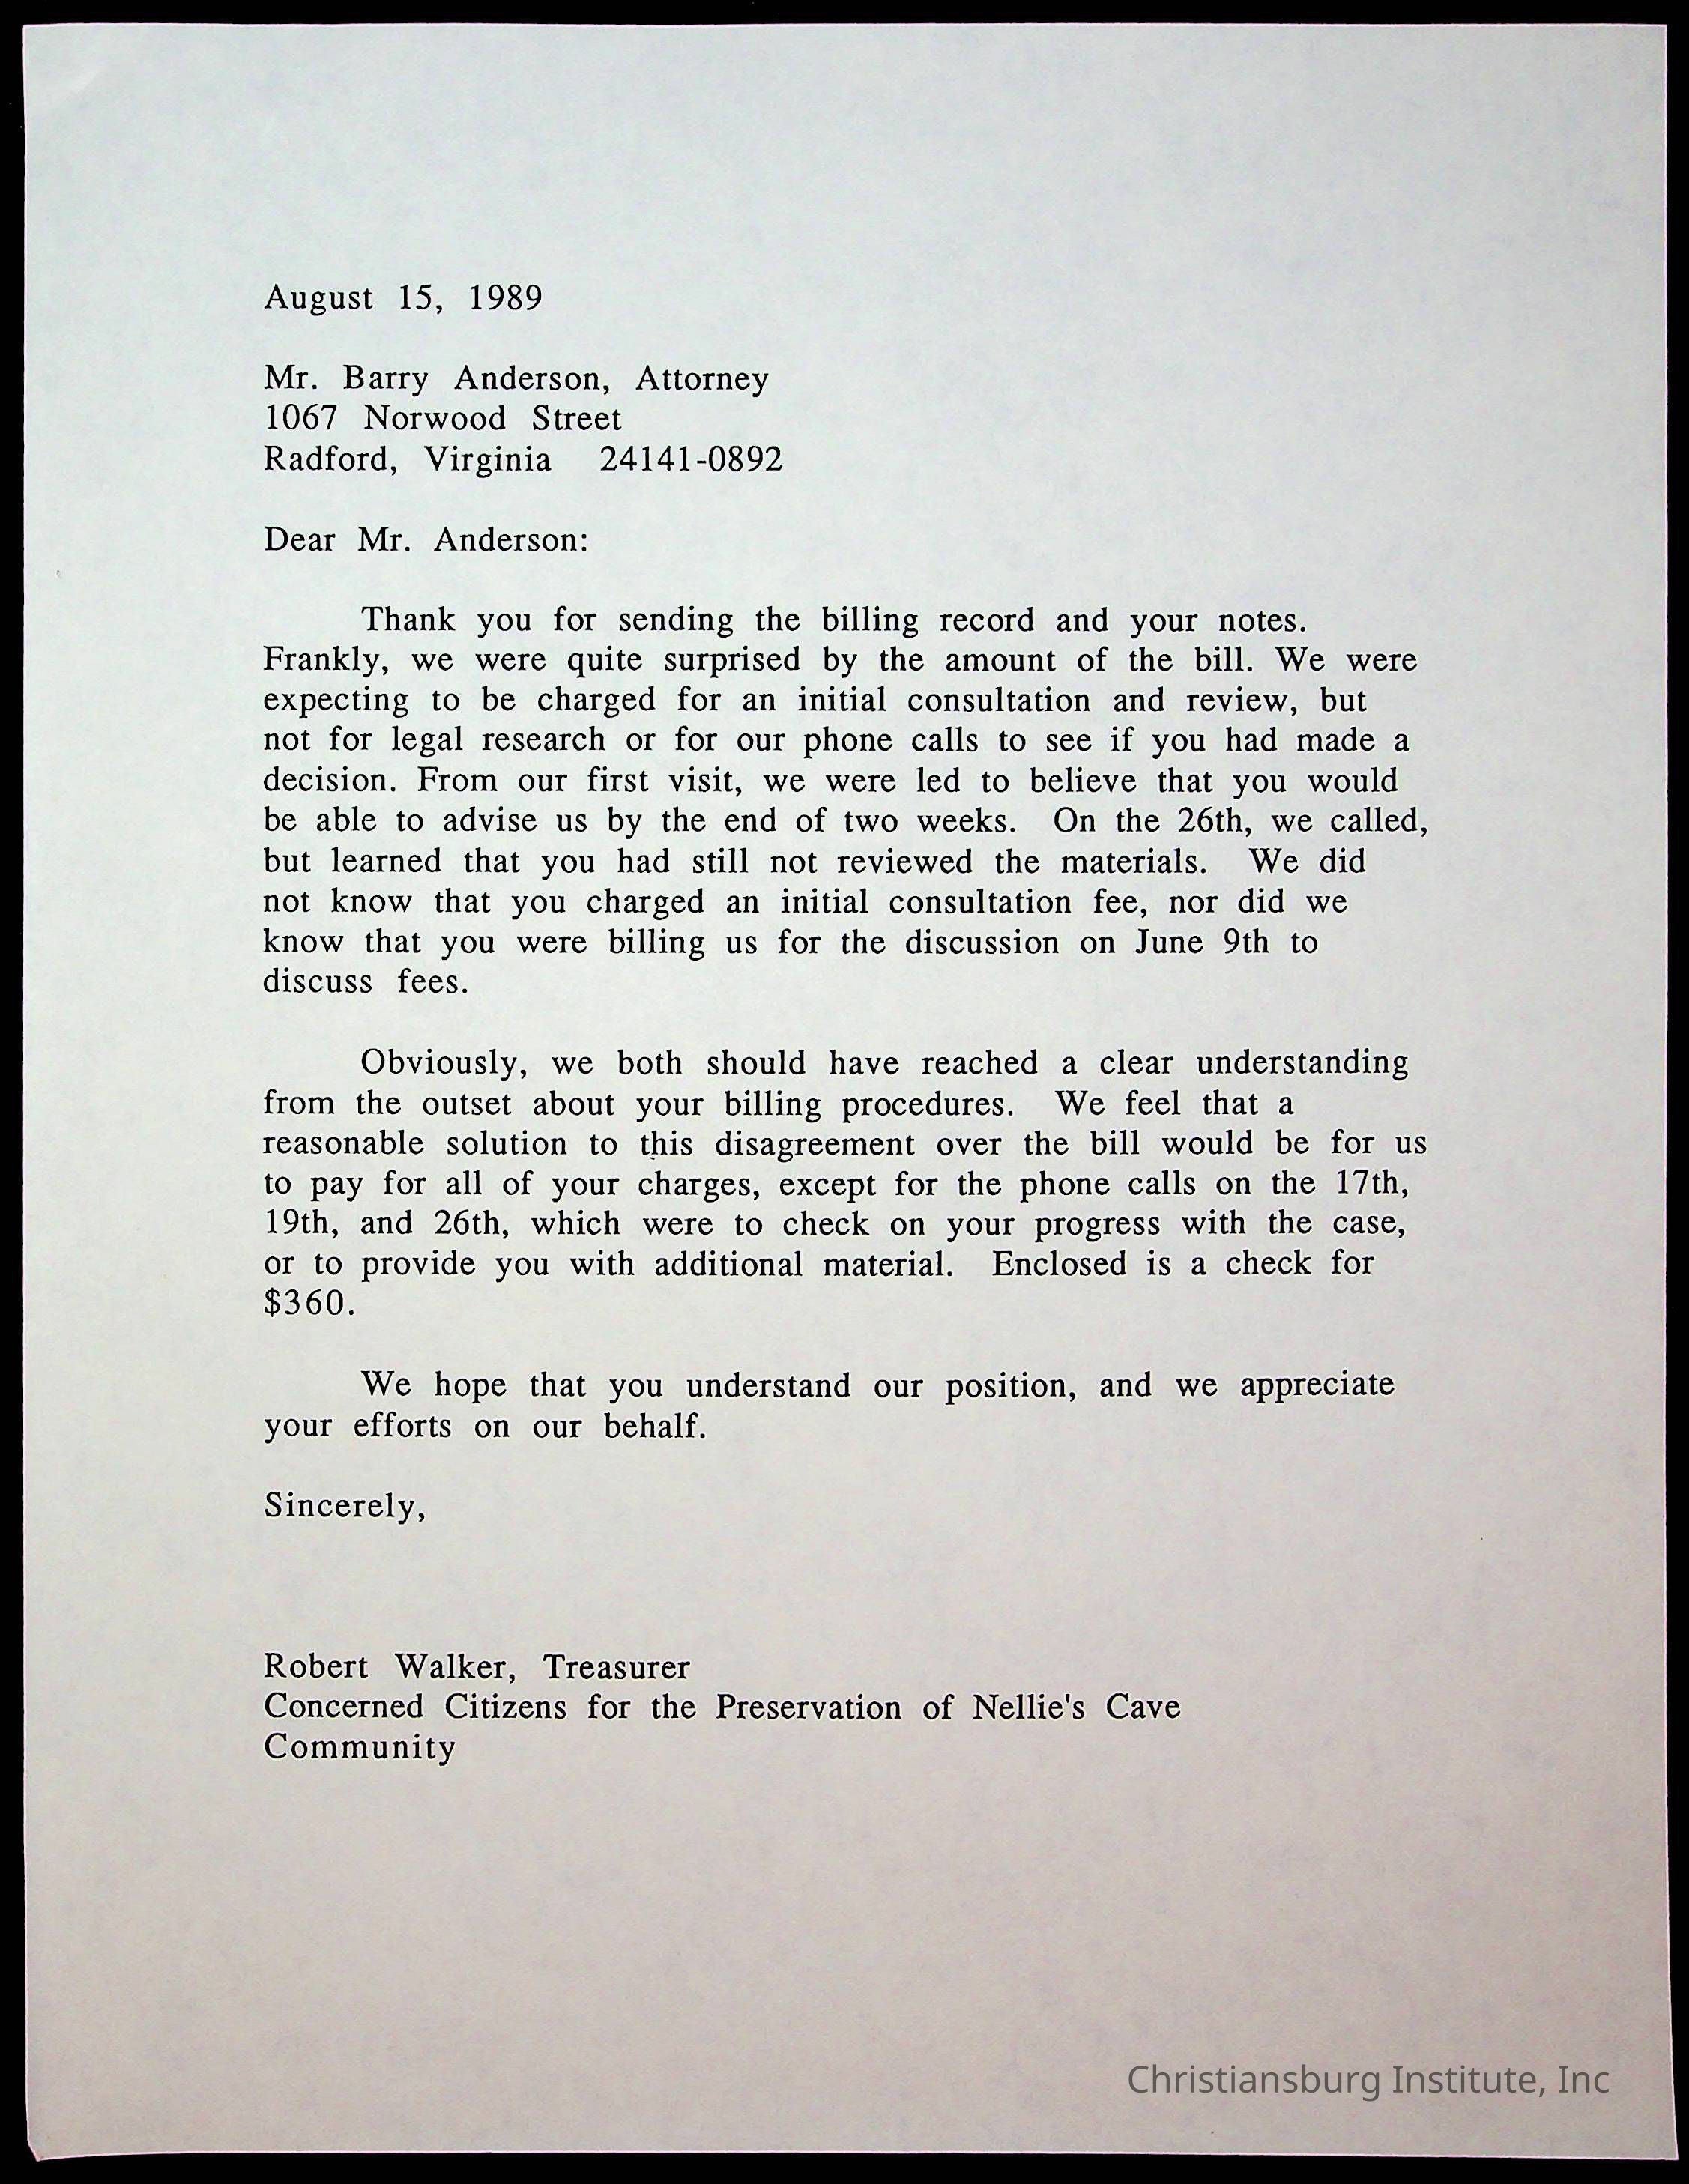 August 15, 1989
Mr. Barry Anderson, Attorney
1067 Norwood Street
Radford, Virginia 24141-0892
Dear Mr. Anderson:
Thank you for sending the billing record and your notes.
Frankly, we were quite surprised by the amount of the bill. We were
expecting to be charged for an initial consultation and review, but
not for legal research or for our phone calls to see if you had made a
decision. From our first visit, we were led to believe that you would
be able to advise us by the end of two weeks. On the 26th, we called,
but learned that you had still not reviewed the materials. We did
not know that you charged an initial consultation fee, nor did we
know that you were billing us for the discussion on June 9th to
discuss fees.
Obviously, we both should have reached a clear understanding
from the outset about your billing procedures. We feel that a
reasonable solution to this disagreement over the bill would be for us
to pay for all of your charges, except for the phone calls on the 17th,
19th, and 26th, which were to check on your progress with the case,
or to provide you with additional material. Enclosed is a check for
$360.
We hope that you understand our position, and we appreciate
your efforts on our behalf.
Sincerely,
Robert Walker, Treasurer
Concerned Citizens for the Preservation of Nellie's Cave
Community
Christiansburg Institute, Inc